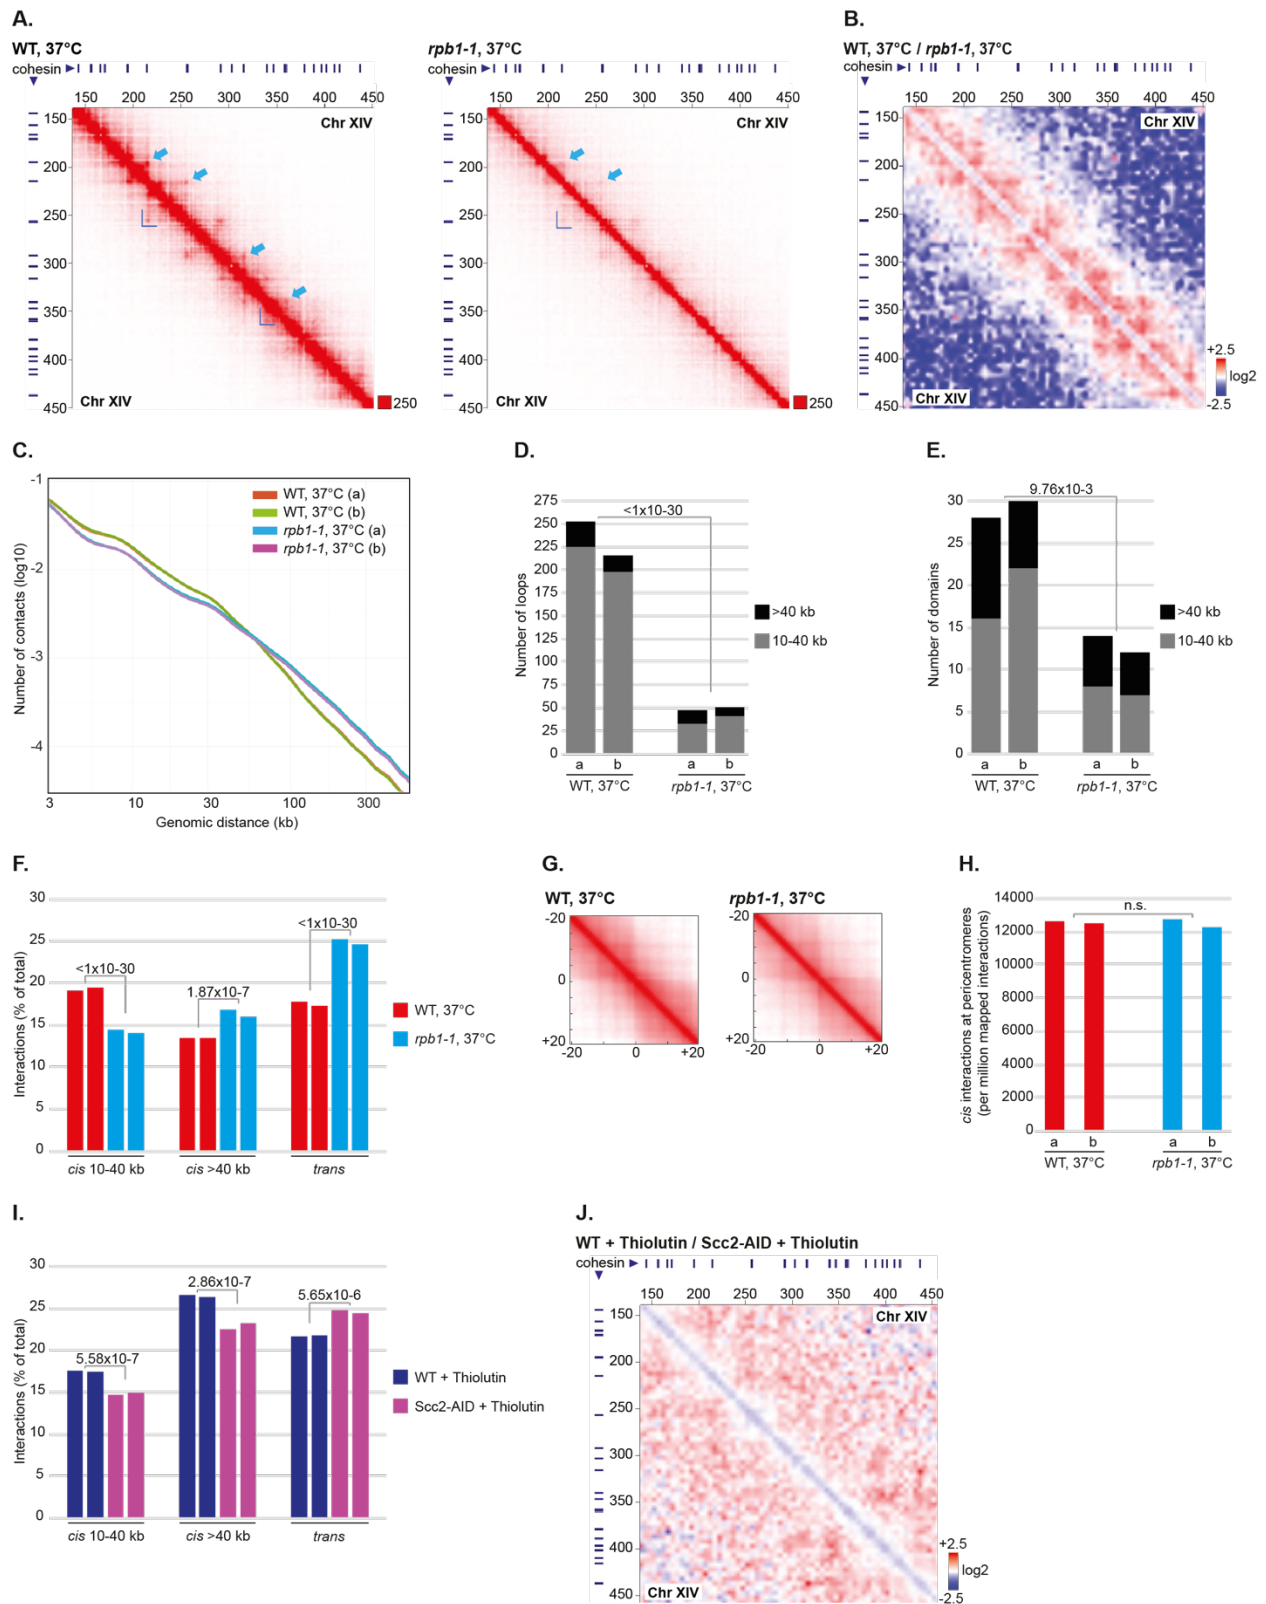 A.
WT, 37°C
cohesin
150 200 250 300 350 400 450
150
200
250
300
350
400
450
Chr XIV
Chr XIV
250
rpb1-1, 37°C
cohesin
150 200 250 300 350 400 450
150
200
250
300
350
400
450
Chr XIV
Chr XIV
250
B.
WT, 37°C / rpb1-1, 37°C
cohesin
150 200 250 300 350 400 450
150
200
250
300
350
400
450
Chr XIV
Chr XIV
+2.5
log2
-2.5
C.
Number of contacts (log10)
-1
-2
-3
-4
WT, 37°C (a)
WT, 37°C (b)
rpb1-1, 37°C (a)
rpb1-1, 37°C (b)
3 10 30 100 300
Genomic distance (kb)
D.
Number of loops
275
250
225
200
175
150
125
100
75
50
25
0
<1x10-30
>40 kb
10-40 kb
a b a b
WT, 37°C rpb1-1, 37°C
E.
Number of domains
30
25
20
15
10
5
0
9.76x10-3
>40 kb
10-40 kb
a b a b
WT, 37°C rpb1-1, 37°C
F.
Interactions (% of total)
30
25
20
15
10
5
0
<1x10-30
1.87x10-7
<1x10-30
WT, 37°C
rpb1-1, 37°C
cis 10-40 kb cis >40 kb trans
G.
WT, 37°C
-20
0
+20
-20 0 +20
rpb1-1, 37°C
-20
0
+20
-20 0 +20
H.
cis interactions at pericentromeres
(per million mapped interactions)
14000
12000
10000
8000
6000
4000
2000
0
n.s.
a b a b
WT, 37°C rpb1-1, 37°C
I.
Interactions (% of total)
30
25
20
15
10
5
0
5.58x10-7
2.86x10-7
5.65x10-6
WT + Thiolutin
Scc2-AID + Thiolutin
cis 10-40 kb cis >40 kb trans
J.
WT + Thiolutin / Scc2-AID + Thiolutin
cohesin
150 200 250 300 350 400 450
150
200
250
300
350
400
450
Chr XIV
Chr XIV
+2.5
log2
-2.5